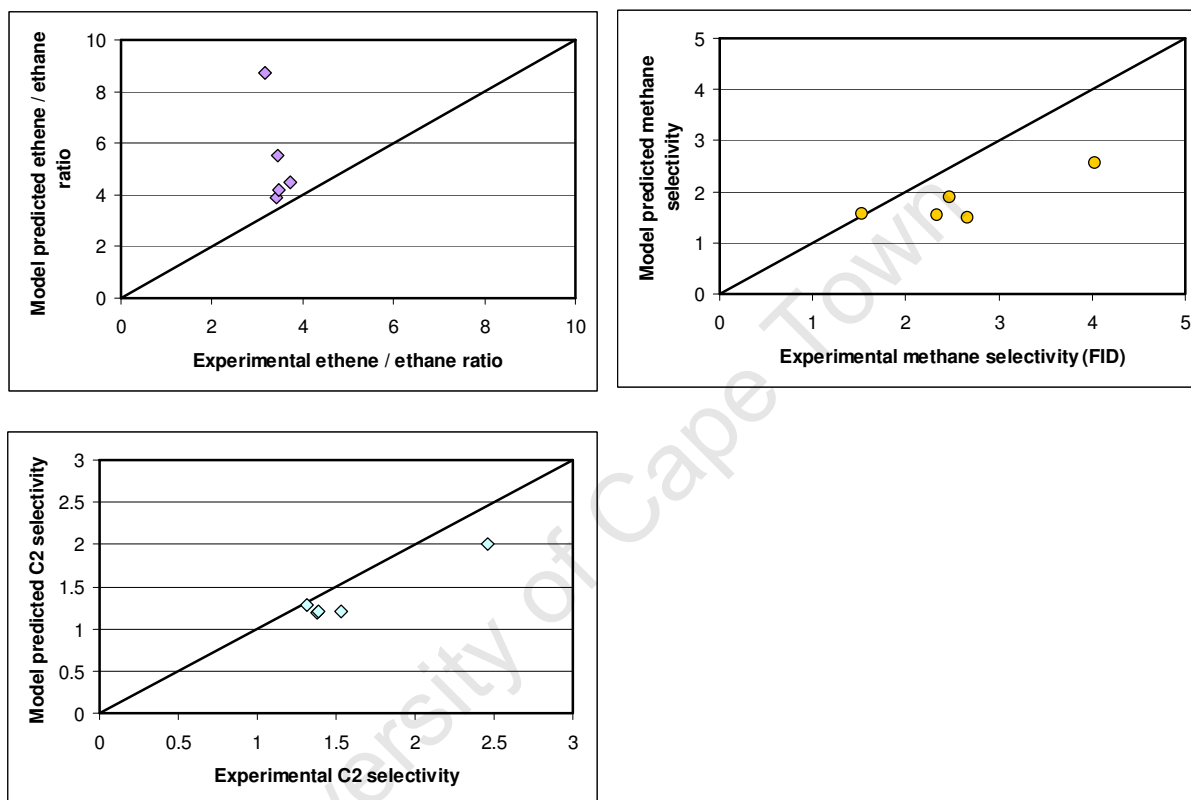 Model predicted ethene / ethane
ratio
10
8
6
4
2
0
0 2 4 6 8 10
Experimental ethene / ethane ratio
Model predicted methane
selectivity
5
4
3
2
1
0
0 1 2 3 4 5
Experimental methane selectivity (FID)
Model predicted C2 selectivity
3
2.5
2
1.5
1
0.5
0
0 0.5 1 1.5 2 2.5 3
Experimental C2 selectivity
versity of Cape Town